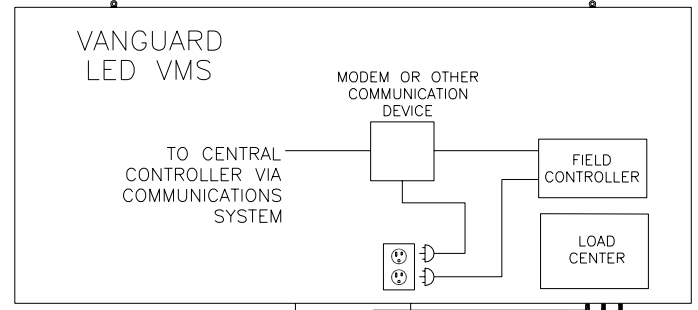 VANGUARD
LED VMS
MODEM OR OTHER
COMMUNICATION
DEVICE
TO CENTRAL
CONTROLLER VIA
COMMUNICATIONS
SYSTEM
FIELD
CONTROLLER
LOAD
CENTER